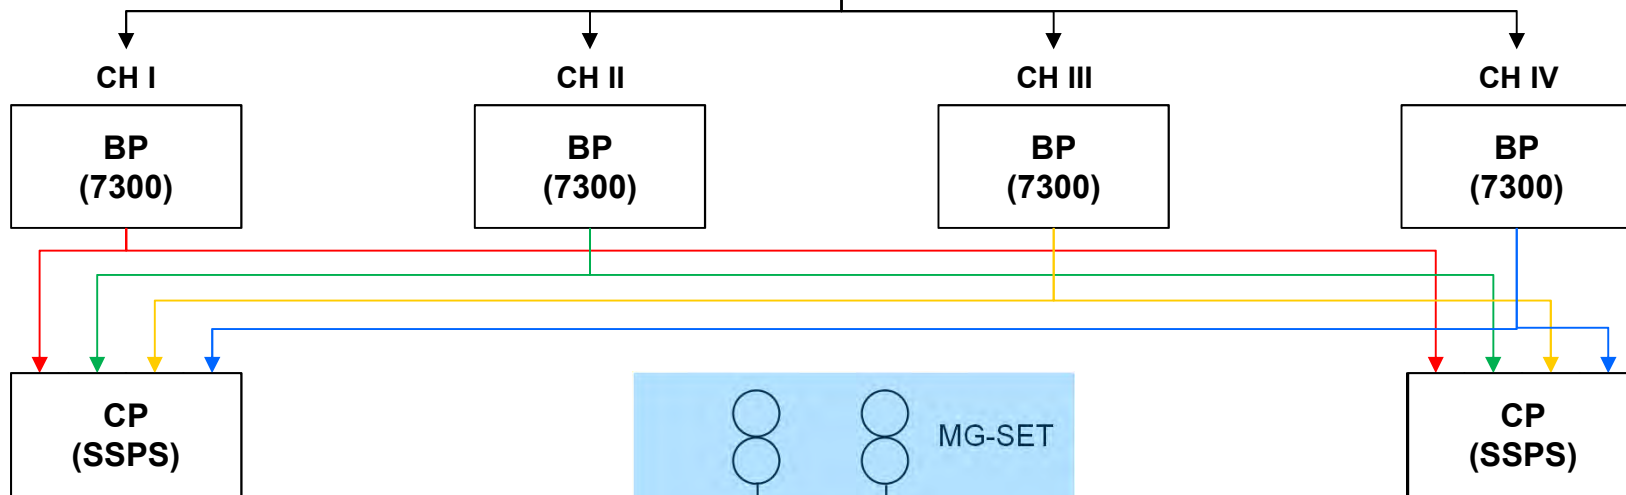 CH I
CH II
CH III
CH IV
BP
(7300)
BP
(7300)
BP
(7300)
BP
(7300)
CP
(SSPS)
MG-SET
CP
(SSPS)